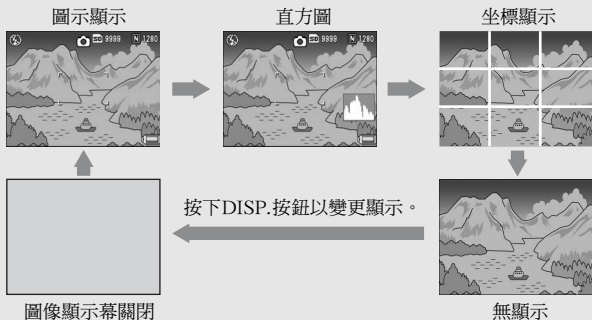 圖示顯示
直方圖
坐標顯示
SD 9999 N 1280
SD 9999 N 1280
按下DISP.按鈕以變更顯示。
圖像顯示幕關閉
無顯示